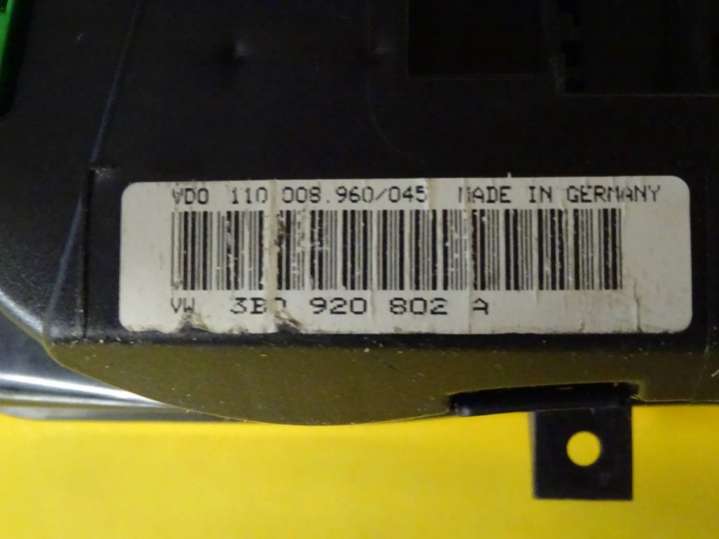 VDO 110 008.960/045 MADE IN GERMANY
VW 3B0 920 802 A